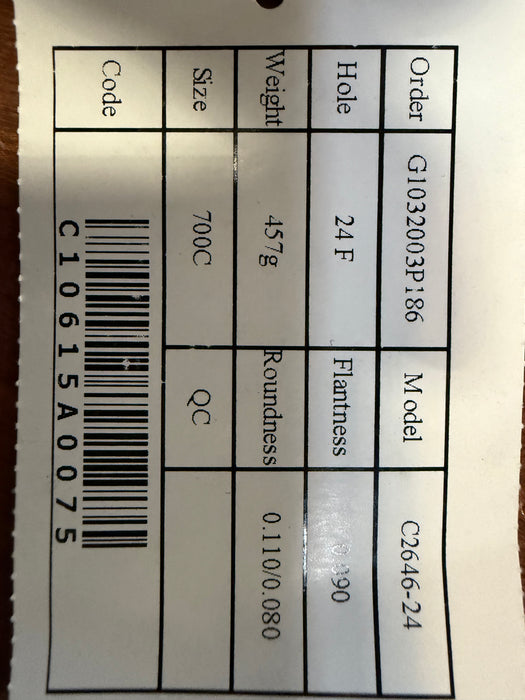 Order G1032003P186 Model C2646-24
Hole 24 F Flantness
Weight 457g Roundness 0.110/0.080
Size 700C QC
Code
C10615A0075